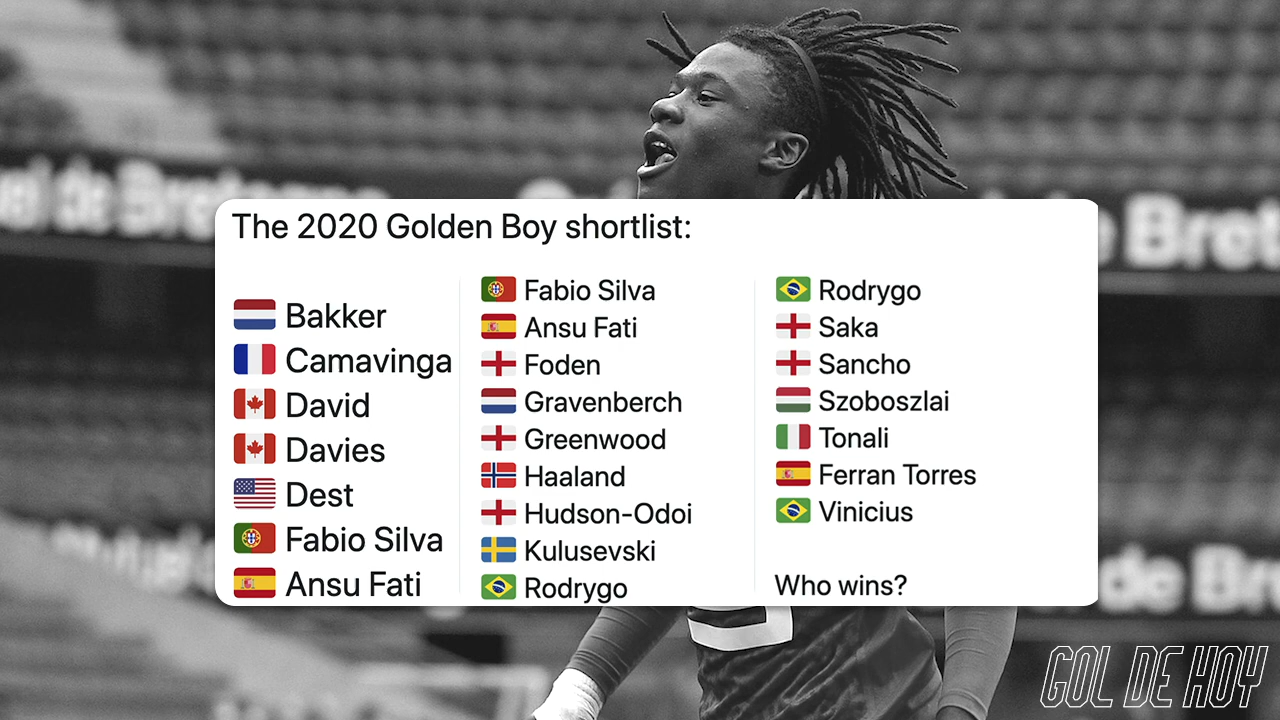 The 2020 Golden Boy shortlist:
Bakker
Camavinga
David
Davies
Dest
Fabio Silva
Ansu Fati
Fabio Silva
Ansu Fati
Foden
Gravenberch
Greenwood
Haaland
Hudson-Odoi
Kulusevski
Rodrygo
Rodrygo
Saka
Sancho
Szoboszlai
Tonali
Ferran Torres
Vinicius
Who wins?
GOL DE HOY